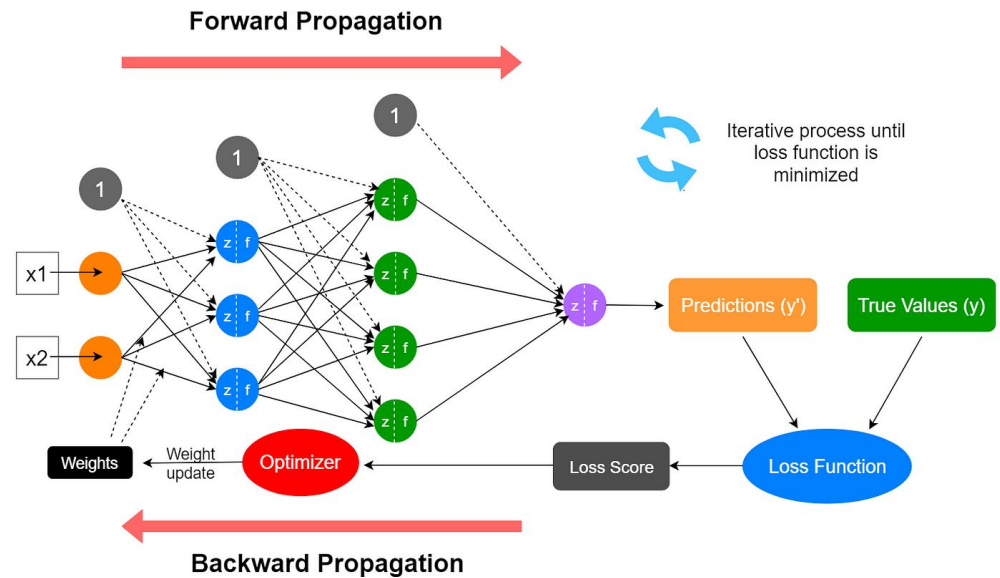 Forward Propagation
1
1
1
Iterative process until
loss function is
minimized
z f
z f
z f
z f
z f
z f
z f
z f
x1
x2
Predictions (y')
True Values (y)
Weights
Weight
update
Optimizer
Loss Score
Loss Function
Backward Propagation